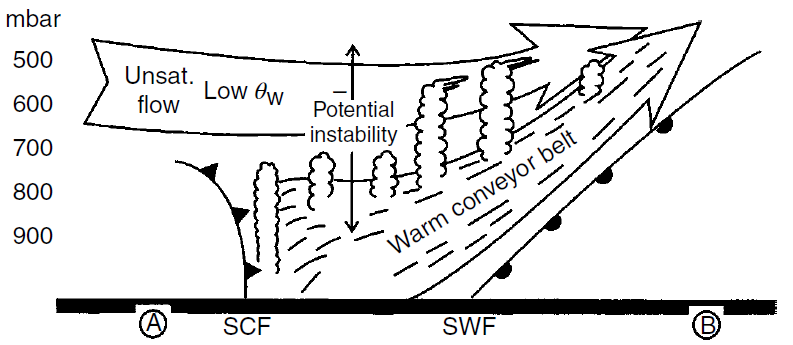 mbar
500
600
700
800
900
Unsat.
flow
Low θw
–
Potential
instability
Warm conveyor belt
A
SCF
SWF
B